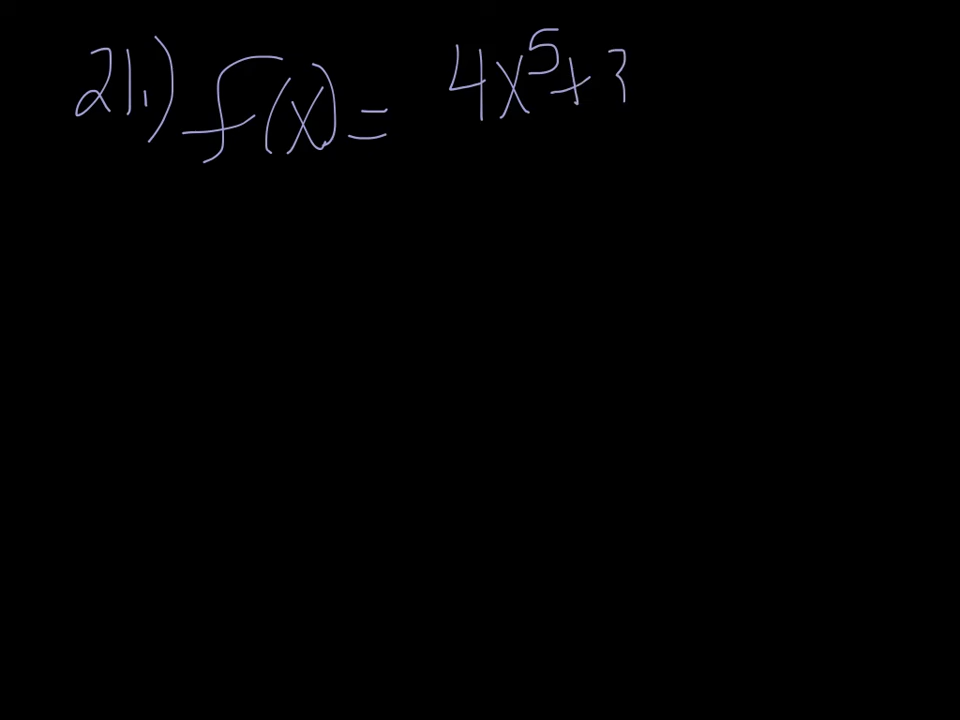 21.) f(x) = 4x⁵+3